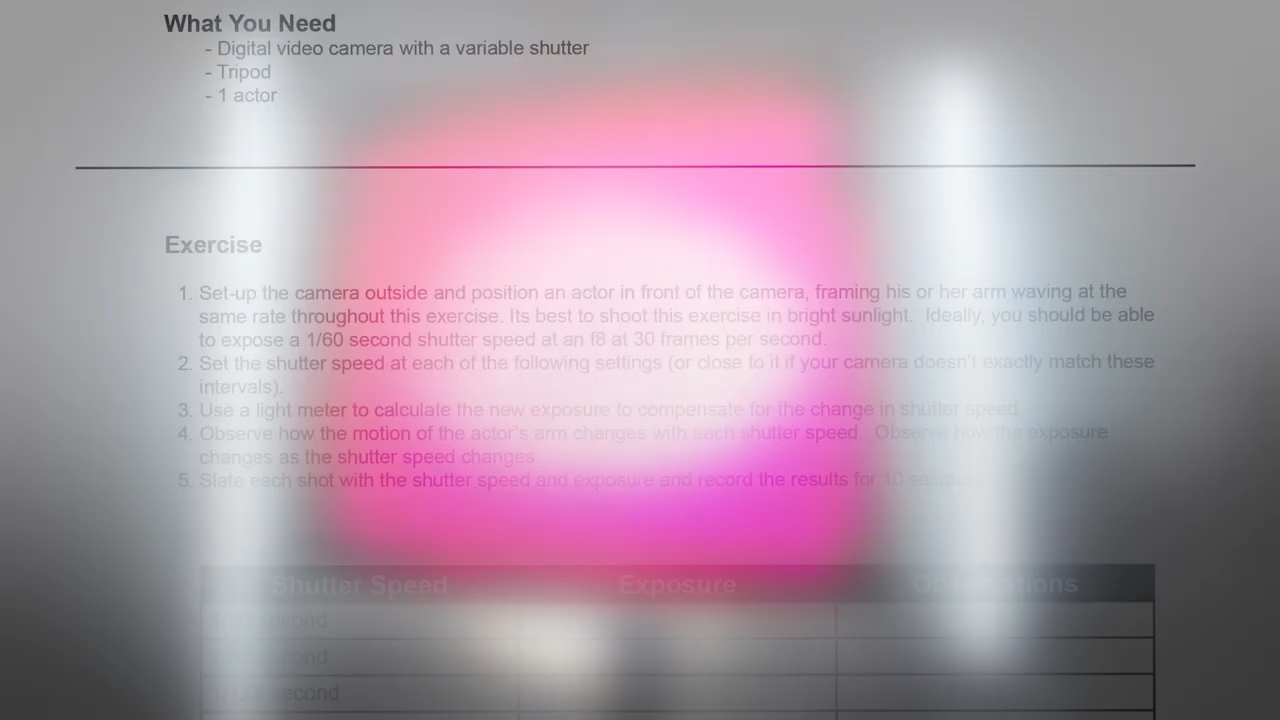 What You Need
- Digital video camera with a variable shutter
- Tripod
- 1 actor
Exercise
1. Set-up the camera outside and position an actor in front of the camera, framing his or her arm waving at the
same rate throughout this exercise. Its best to shoot this exercise in bright sunlight. Ideally, you should be able
to expose a 1/60 second shutter speed at an f8 at 30 frames per second.
2. Set the shutter speed at each of the following settings (or close to it if your camera doesn't exactly match these
intervals).
3. Use a light meter to calculate the new exposure to compensate for the change in shutter speed.
4. Observe how the motion of the actor's arm changes with each shutter speed. Observe how the exposure
changes as the shutter speed changes.
5. Slate each shot with the shutter speed and exposure and record the results for 10 seconds.
Shutter Speed Exposure Observations
second
second
second